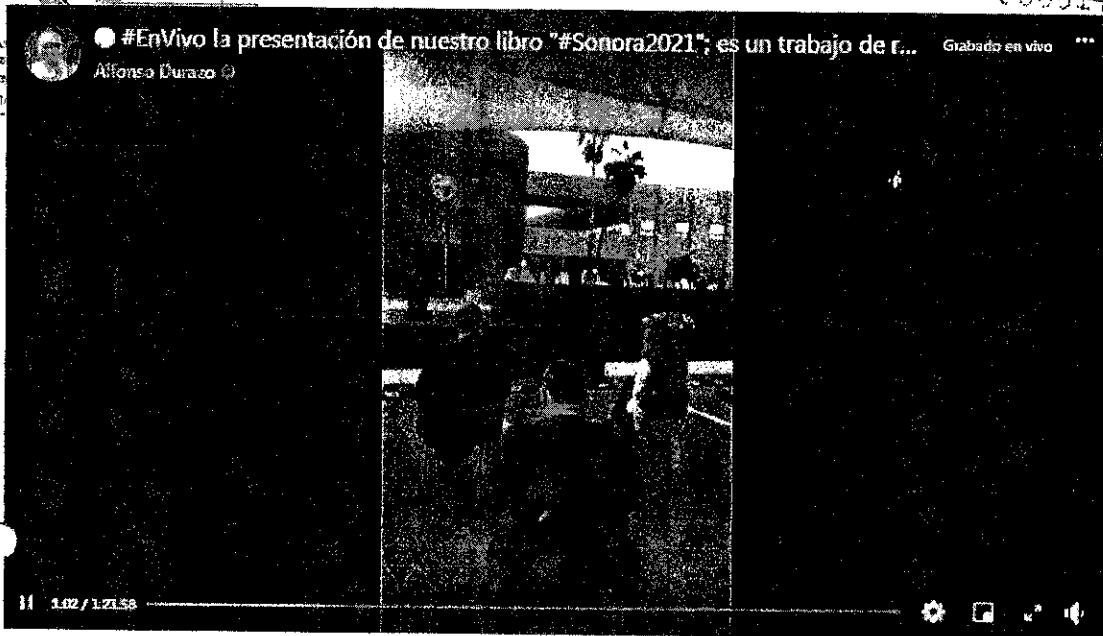 #EnVivo la presentación de nuestro libro "#Sonora2021"; es un trabajo de r...
Grabado en vivo
Alfonso Durazo
1:02 / 1:21:58